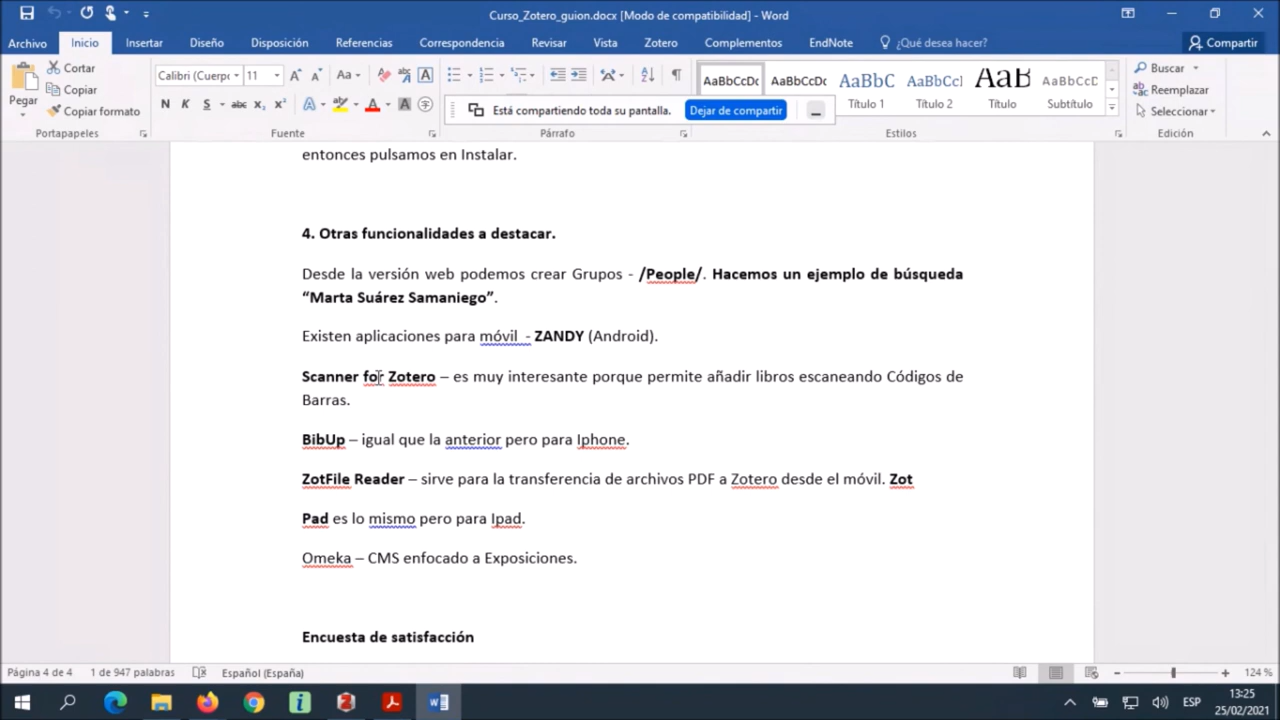 Curso_Zotero_guion.docx [Modo de compatibilidad] - Word
Archivo Inicio Insertar Diseño Disposición Referencias Correspondencia Revisar Vista Zotero Complementos EndNote ¿Qué desea hacer? Compartir
Pegar
Cortar
Copiar
Copiar formato
Portapapeles
Calibri (Cuerp 11
N K S abc x₂ x²
Fuente
Está compartiendo toda su pantalla. Dejar de compartir
Párrafo
AaBbCcDc AaBbCcDc AaBbC AaBbCcI AaB AaBbCcD
Título 1 Título 2 Título Subtítulo
Estilos
Buscar
Reemplazar
Seleccionar
Edición
entonces pulsamos en Instalar.
4. Otras funcionalidades a destacar.
Desde la versión web podemos crear Grupos - /People/. Hacemos un ejemplo de búsqueda
“Marta Suárez Samaniego”.
Existen aplicaciones para móvil - ZANDY (Android).
Scanner for Zotero – es muy interesante porque permite añadir libros escaneando Códigos de
Barras.
BibUp – igual que la anterior pero para Iphone.
ZotFile Reader – sirve para la transferencia de archivos PDF a Zotero desde el móvil. Zot
Pad es lo mismo pero para Ipad.
Omeka – CMS enfocado a Exposiciones.
Encuesta de satisfacción
Página 4 de 4 1 de 947 palabras Español (España) 124 %
ESP
13:25
25/02/2021